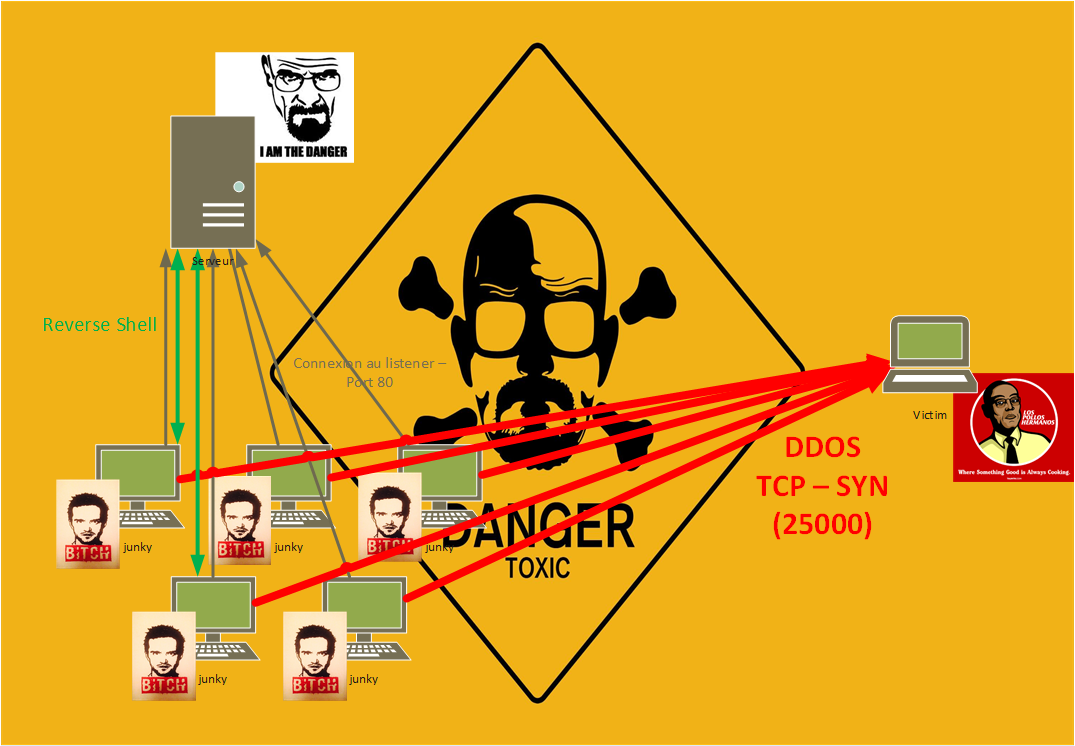 I AM THE DANGER
Serveur
Reverse Shell
Connexion au listener –
Port 80
Victim
LOS
POLLOS
HERMANOS
Where Something Good is Always Cooking.
DDOS
TCP – SYN
(25000)
DANGER
TOXIC
BITCH
junky
BITCH
junky
BITCH
junky
BITCH
junky
BITCH
junky